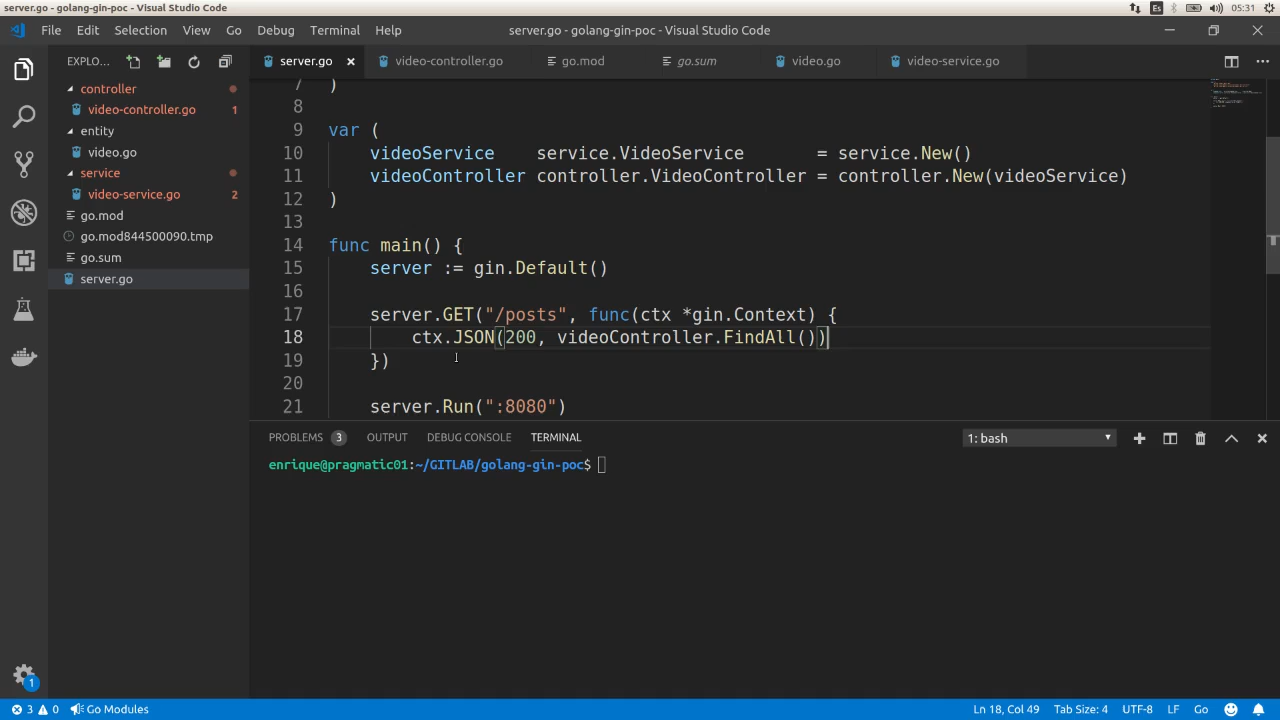 server.go - golang-gin-poc - Visual Studio Code
Es
05:31
File Edit Selection View Go Debug Terminal Help
server.go - golang-gin-poc - Visual Studio Code
EXPLO...
server.go
video-controller.go
go.mod
go.sum
video.go
video-service.go
controller
video-controller.go 1
entity
video.go
service
video-service.go 2
go.mod
go.mod844500090.tmp
go.sum
server.go
1
7 )
8
9 var (
10 videoService service.VideoService = service.New()
11 videoController controller.VideoController = controller.New(videoService)
12 )
13
14 func main() {
15 server := gin.Default()
16
17 server.GET("/posts", func(ctx *gin.Context) {
18 ctx.JSON(200, videoController.FindAll())
19 })
20
21 server.Run(":8080")
PROBLEMS 3 OUTPUT DEBUG CONSOLE TERMINAL
1: bash
enrique@pragmatic01:~/GITLAB/golang-gin-poc$
3 0 Go Modules
Ln 18, Col 49 Tab Size: 4 UTF-8 LF Go